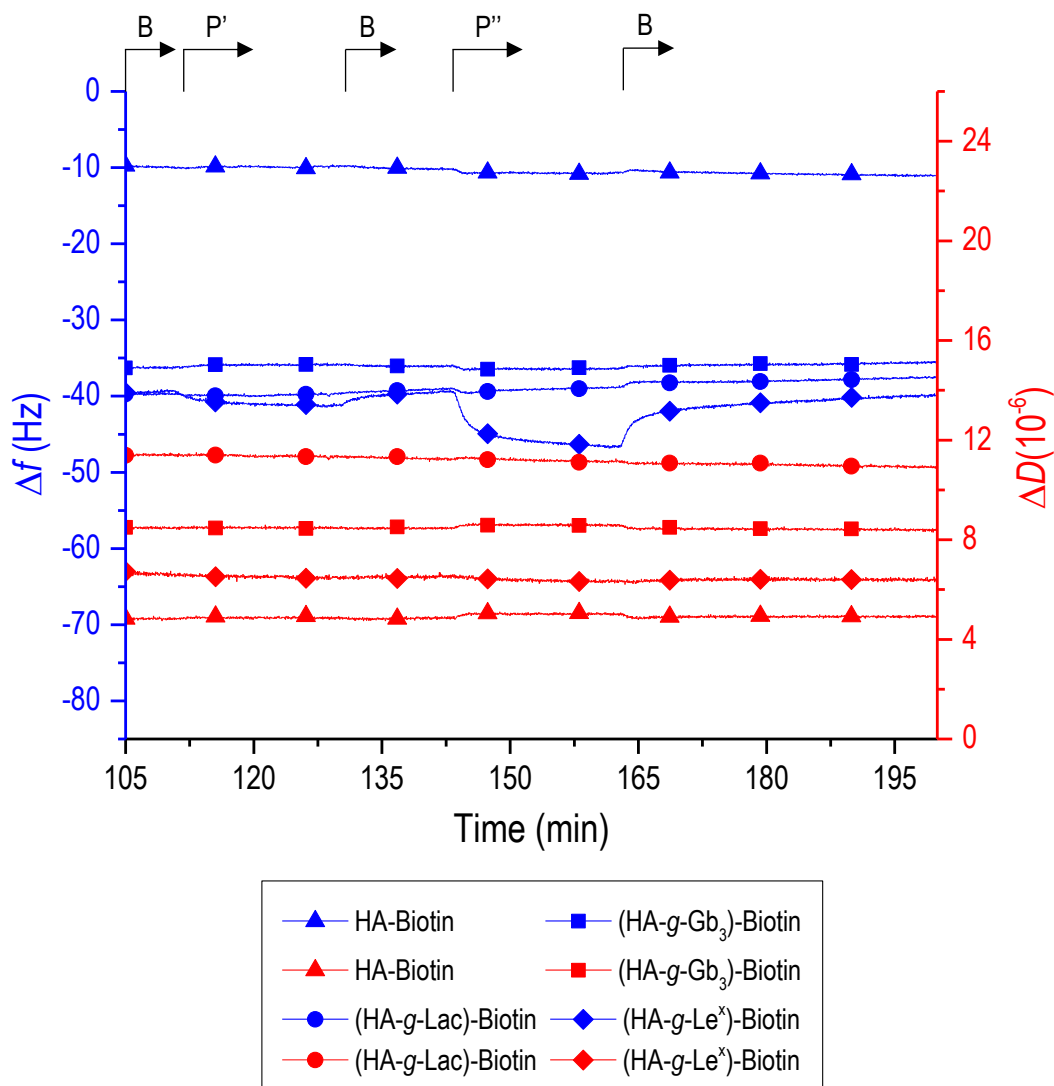 B P’ B P’’ B
0
-10
-20
-30
-40
-50
-60
-70
-80
Δf (Hz)
24
20
16
12
8
4
0
ΔD(10⁻⁶)
105 120 135 150 165 180 195
Time (min)
HA-Biotin (HA-g-Gb₃)-Biotin
HA-Biotin (HA-g-Gb₃)-Biotin
(HA-g-Lac)-Biotin (HA-g-Leˣ)-Biotin
(HA-g-Lac)-Biotin (HA-g-Leˣ)-Biotin